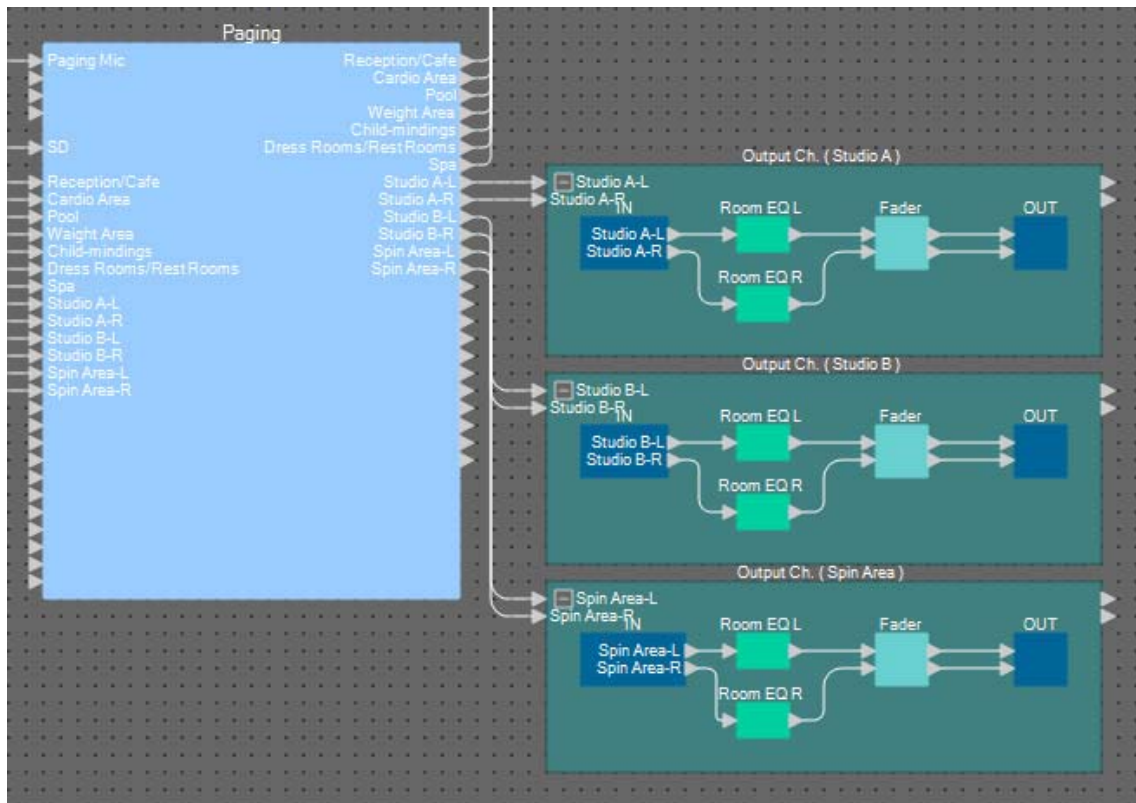 Paging
Paging Mic
SD
Reception/Cafe
Cardio Area
Pool
Waight Area
Child-mindings
Dress Rooms/Rest Rooms
Spa
Studio A-L
Studio A-R
Studio B-L
Studio B-R
Spin Area-L
Spin Area-R
Reception/Cafe
Cardio Area
Pool
Weight Area
Child-mindings
Dress Rooms/Rest Rooms
Spa
Studio A-L
Studio A-R
Studio B-L
Studio B-R
Spin Area-L
Spin Area-R
Output Ch. ( Studio A )
Studio A-L
Studio A-R
IN
Room EQ L
Fader
OUT
Studio A-L
Studio A-R
Room EQ R
Output Ch. ( Studio B )
Studio B-L
Studio B-R
IN
Room EQ L
Fader
OUT
Studio B-L
Studio B-R
Room EQ R
Output Ch. ( Spin Area )
Spin Area-L
Spin Area-R
IN
Room EQ L
Fader
OUT
Spin Area-L
Spin Area-R
Room EQ R